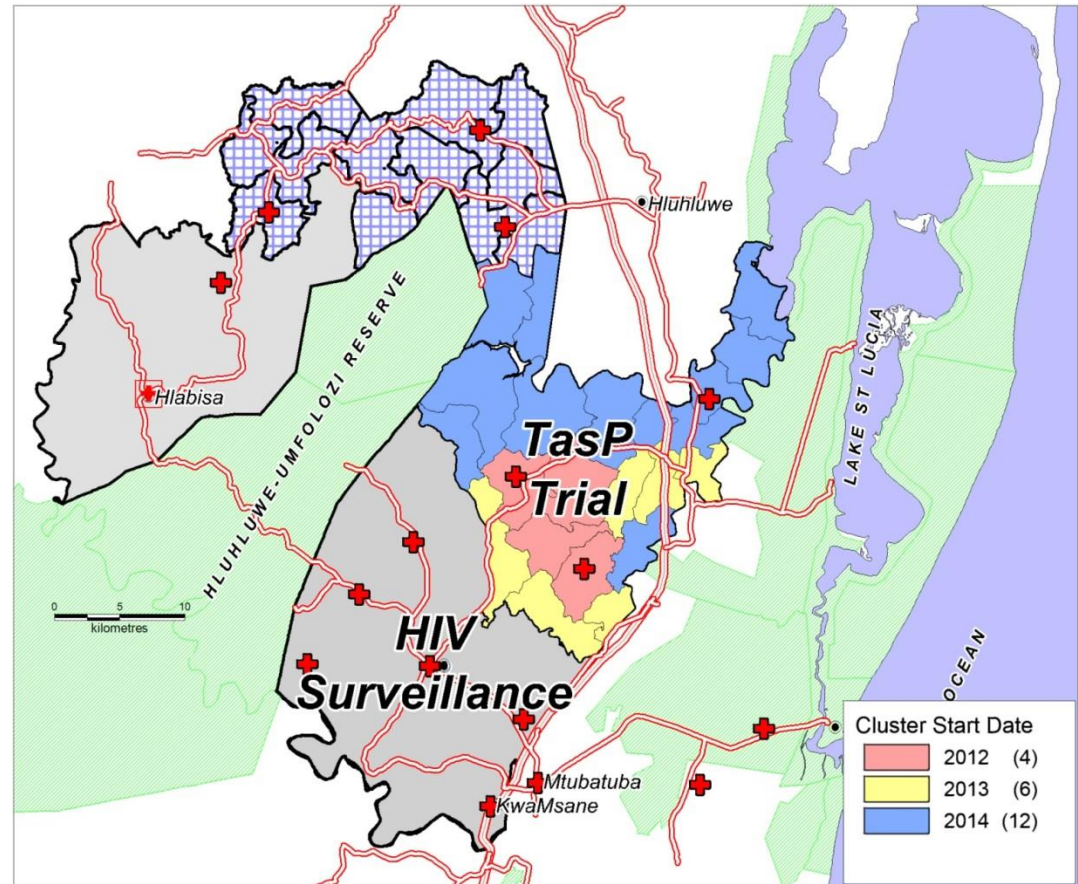 Hluhluwe
HLUHLUWE-UMFOLOZI RESERVE
LAKE ST LUCIA
Hlabisa
TasP
Trial
0 5 10
kilometres
HIV
Surveillance
OCEAN
Mtubatuba
KwaMsane
Cluster Start Date
2012 (4)
2013 (6)
2014 (12)